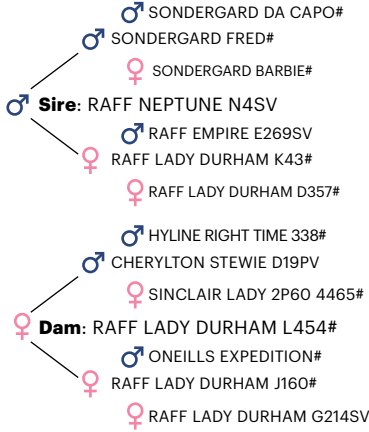 SONDERGARD DA CAPO#
SONDERGARD FRED#
SONDERGARD BARBIE#
Sire: RAFF NEPTUNE N4SV
RAFF EMPIRE E269SV
RAFF LADY DURHAM K43#
RAFF LADY DURHAM D357#
HYLINE RIGHT TIME 338#
CHERYLTON STEWIE D19PV
SINCLAIR LADY 2P60 4465#
Dam: RAFF LADY DURHAM L454#
ONEILLS EXPEDITION#
RAFF LADY DURHAM J160#
RAFF LADY DURHAM G214SV